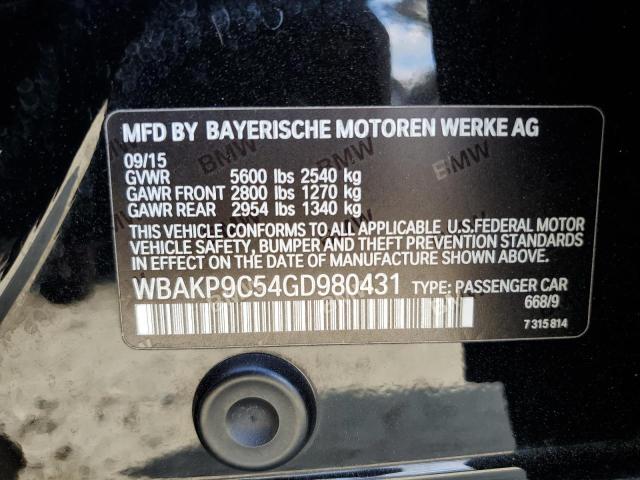 MFD BY BAYERISCHE MOTOREN WERKE AG
09/15
GVWR 5600 lbs 2540 kg
GAWR FRONT 2800 lbs 1270 kg
GAWR REAR 2954 lbs 1340 kg
THIS VEHICLE CONFORMS TO ALL APPLICABLE U.S.FEDERAL MOTOR
VEHICLE SAFETY, BUMPER AND THEFT PREVENTION STANDARDS
IN EFFECT ON THE DATE OF MANUFACTURE SHOWN ABOVE.
WBAKP9C54GD980431 TYPE: PASSENGER CAR
668/9
7 315 814